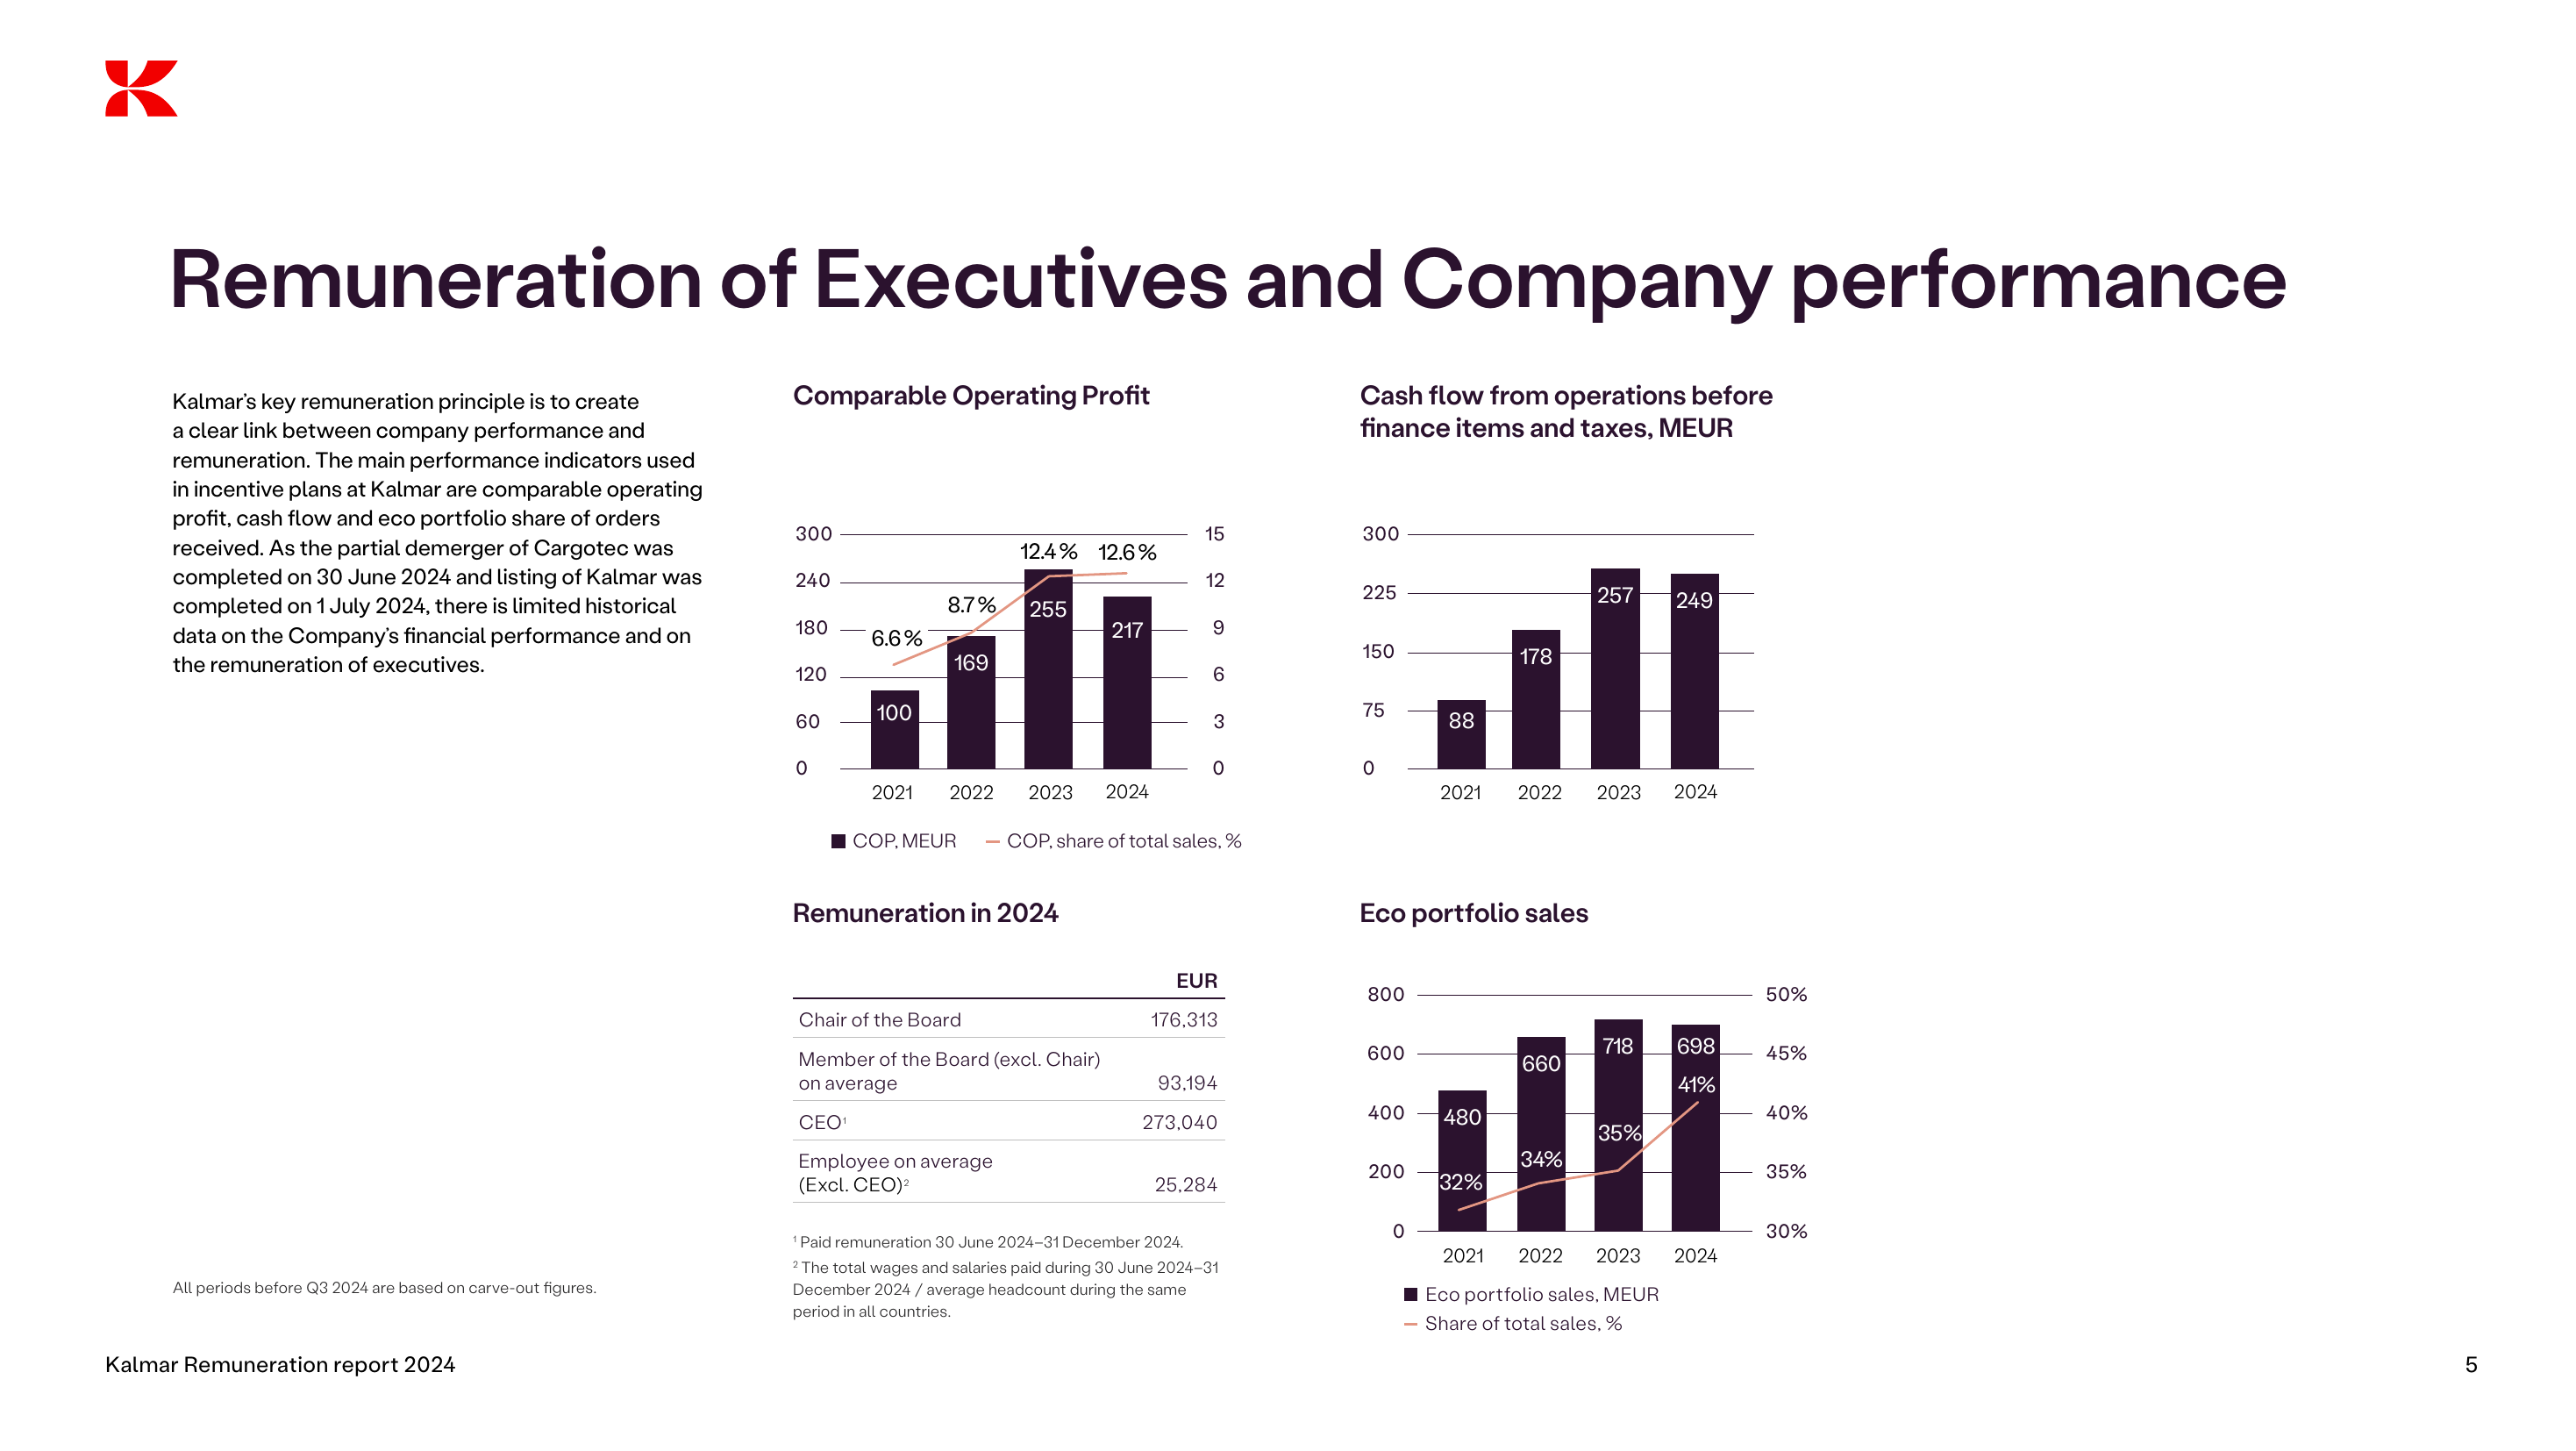 Remuneration of Executives and Company performance
Kalmar's key remuneration principle is to create
a clear link between company performance and
remuneration. The main performance indicators used
in incentive plans at Kalmar are comparable operating
profit, cash flow and eco portfolio share of orders
received. As the partial demerger of Cargotec was
completed on 30 June 2024 and listing of Kalmar was
completed on 1 July 2024, there is limited historical
data on the Company's financial performance and on
the remuneration of executives.
All periods before Q3 2024 are based on carve-out figures.
Comparable Operating Profit
300 15
12.4 % 12.6 %
240 12
8.7 % 255
180 6.6 % 217 9
169
120 6
100
60 3
0 0
2021 2022 2023 2024
COP, MEUR COP, share of total sales, %
Cash flow from operations before
finance items and taxes, MEUR
300
225 257 249
150 178
75 88
0
2021 2022 2023 2024
Remuneration in 2024
EUR
Chair of the Board 176,313
Member of the Board (excl. Chair)
on average 93,194
CEO¹ 273,040
Employee on average
(Excl. CEO)² 25,284
¹ Paid remuneration 30 June 2024–31 December 2024.
² The total wages and salaries paid during 30 June 2024–31
December 2024 / average headcount during the same
period in all countries.
Eco portfolio sales
800 50%
718 698
600 660 45%
41%
400 480 40%
35%
34%
200 32% 35%
0 30%
2021 2022 2023 2024
Eco portfolio sales, MEUR
Share of total sales, %
Kalmar Remuneration report 2024 5